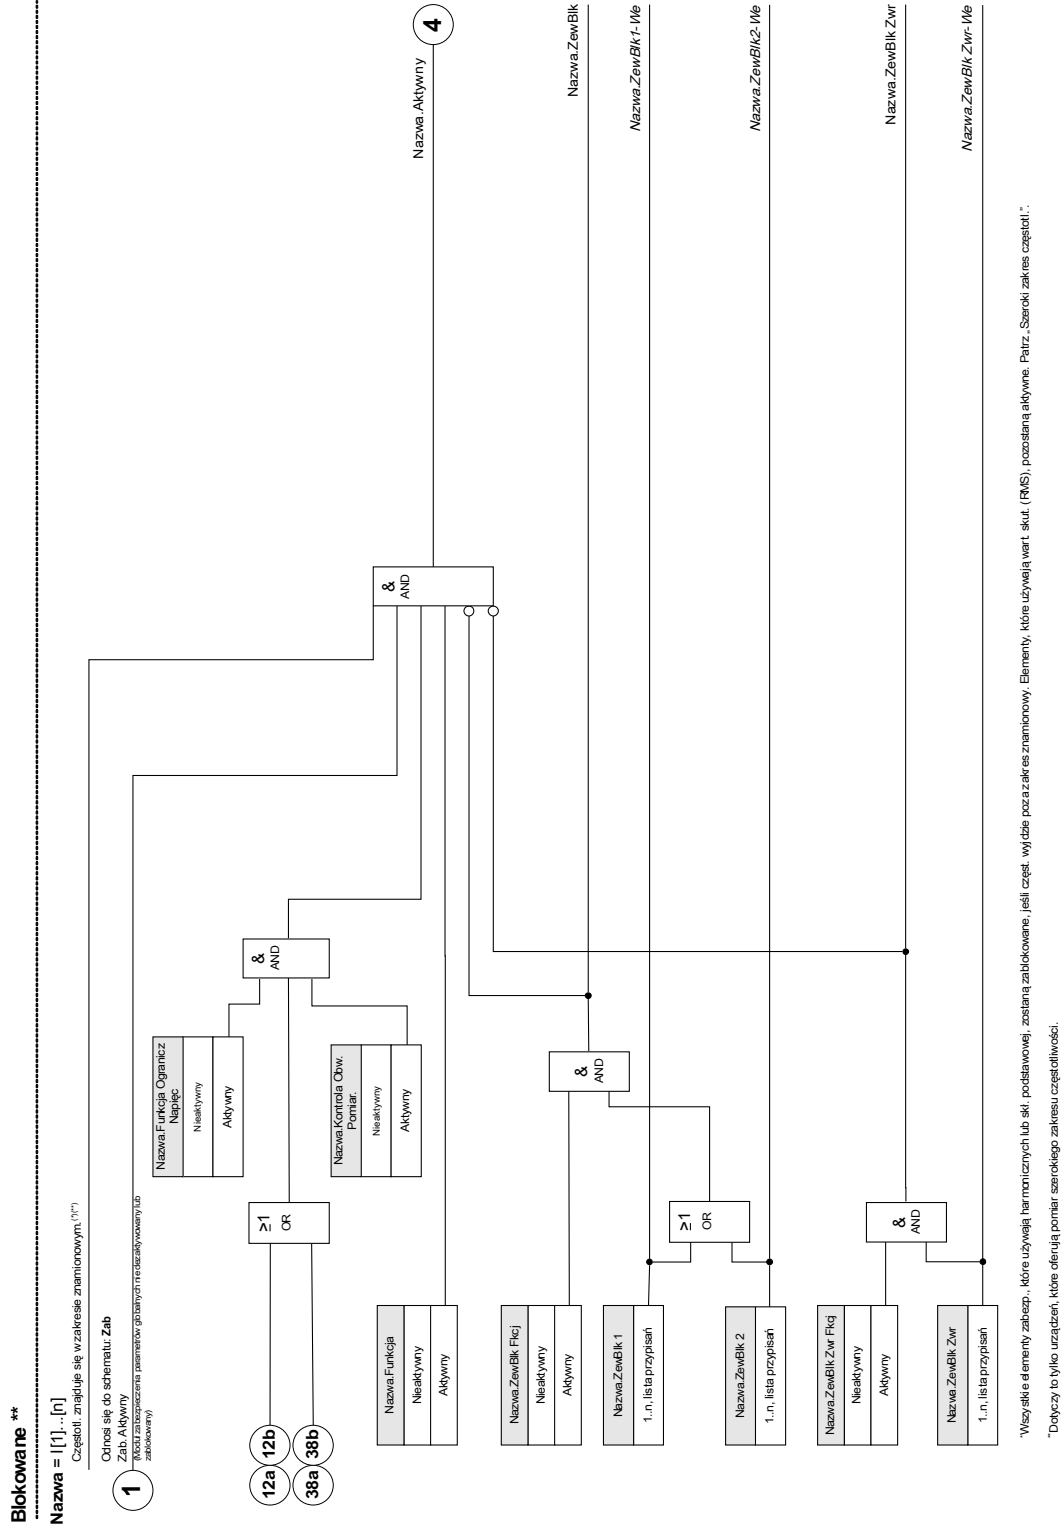 Blokowane **
Nazwa = I[1]...[n]
Częstotl. znajduje się w zakresie znamionowym.(*)(**)
Odnosi się do schematu: Zab
Zab. Aktywny
(Moduł zabezpieczenia parametrów globalnych nie dezaktywowany lub
zablokowany)
1
12a
12b
38a
38b
≥1
OR
Nazwa.Funkcja Ogranicz
Napięc
Nieaktywny
Aktywny
Nazwa.Kontrola Obw.
Pomiar.
Nieaktywny
Aktywny
&
AND
Nazwa.Funkcja
Nieaktywny
Aktywny
&
AND
Nazwa.Aktywny
4
Nazwa.ZewBlk Fkcj
Nieaktywny
Aktywny
&
AND
Nazwa.ZewBlk
Nazwa.ZewBlk 1
1..n, lista przypisań
Nazwa.ZewBlk1-We
≥1
OR
Nazwa.ZewBlk 2
1..n, lista przypisań
Nazwa.ZewBlk2-We
Nazwa.ZewBlk Zwr Fkcj
Nieaktywny
Aktywny
&
AND
Nazwa.ZewBlk Zwr
Nazwa.ZewBlk Zwr
1..n, lista przypisań
Nazwa.ZewBlk Zwr-We
*Wszystkie elementy zabezp., które używają harmonicznych lub skł. podstawowej, zostaną zablokowane, jeśli częst. wyjdzie poza zakres znamionowy. Elementy, które używają wart. skut. (RMS), pozostaną aktywne. Patrz „Szeroki zakres częstotl.”.
**Dotyczy to tylko urządzeń, które oferują pomiar szerokiego zakresu częstotliwości.